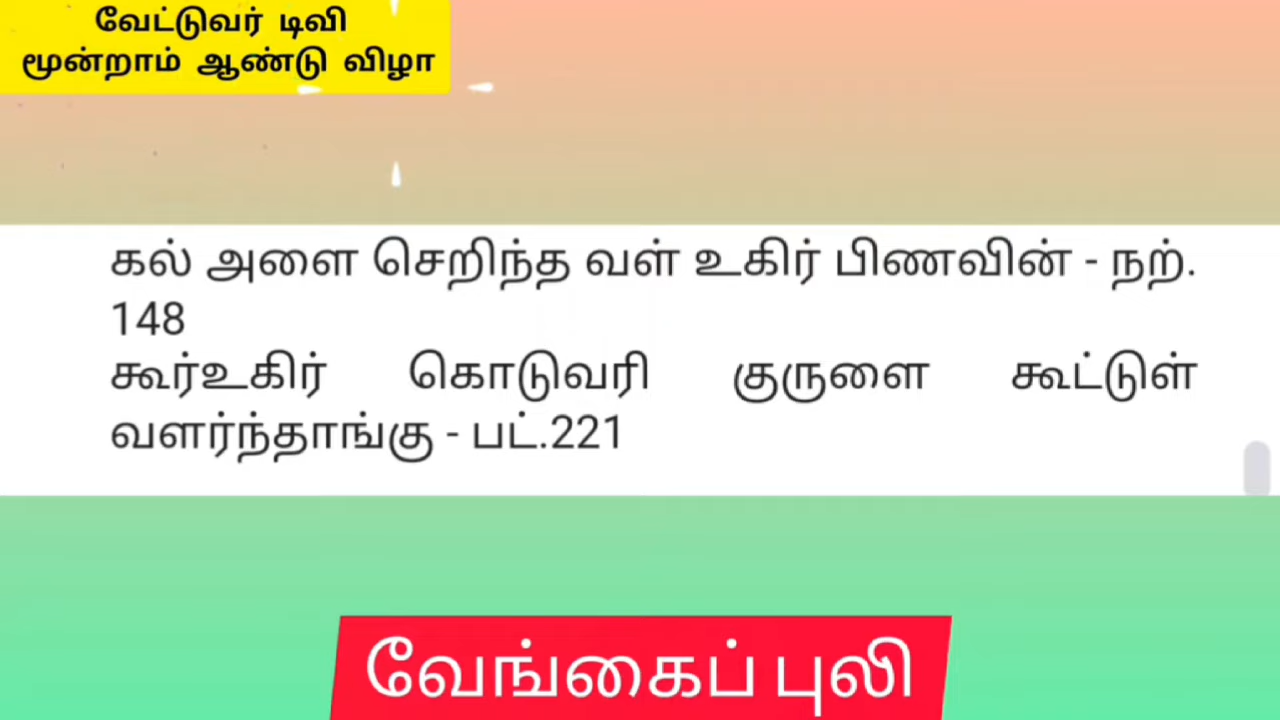 வேட்டுவர் டிவி
மூன்றாம் ஆண்டு விழா
கல் அளை செறிந்த வள் உகிர் பிணவின் - நற்.
148
கூர்உகிர் கொடுவரி குருளை கூட்டுள்
வளர்ந்தாங்கு - பட்.221
வேங்கைப் புலி